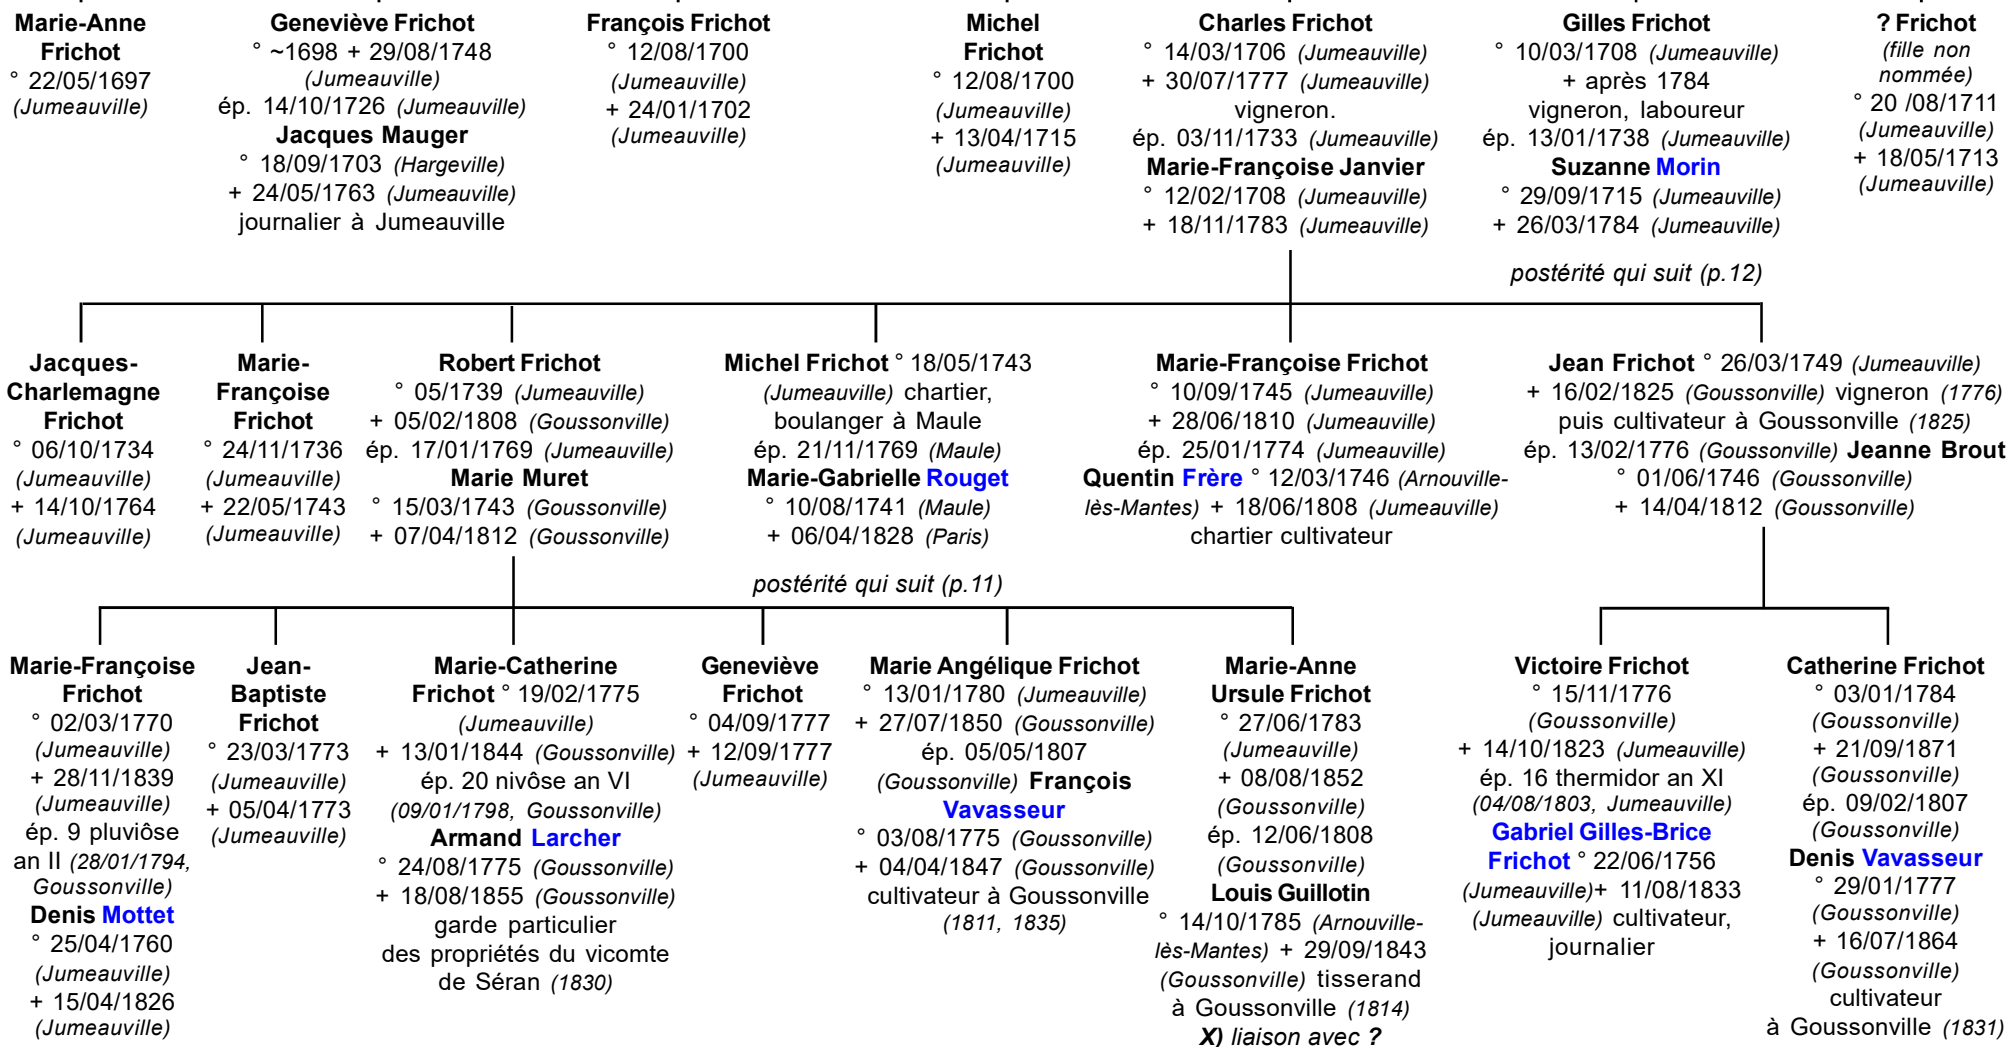 Marie-Anne
Frichot
° 22/05/1697
(Jumeauville)
Geneviève Frichot
° ~1698 + 29/08/1748
(Jumeauville)
ép. 14/10/1726 (Jumeauville)
Jacques Mauger
° 18/09/1703 (Hargeville)
+ 24/05/1763 (Jumeauville)
journalier à Jumeauville
François Frichot
° 12/08/1700
(Jumeauville)
+ 24/01/1702
(Jumeauville)
Michel
Frichot
° 12/08/1700
(Jumeauville)
+ 13/04/1715
(Jumeauville)
Charles Frichot
° 14/03/1706 (Jumeauville)
+ 30/07/1777 (Jumeauville)
vigneron.
ép. 03/11/1733 (Jumeauville)
Marie-Françoise Janvier
° 12/02/1708 (Jumeauville)
+ 18/11/1783 (Jumeauville)
Gilles Frichot
° 10/03/1708 (Jumeauville)
+ après 1784
vigneron, laboureur
ép. 13/01/1738 (Jumeauville)
Suzanne Morin
° 29/09/1715 (Jumeauville)
+ 26/03/1784 (Jumeauville)
postérité qui suit (p.12)
? Frichot
(fille non
nommée)
° 20 /08/1711
(Jumeauville)
+ 18/05/1713
(Jumeauville)
Jacques-
Charlemagne
Frichot
° 06/10/1734
(Jumeauville)
+ 14/10/1764
(Jumeauville)
Marie-
Françoise
Frichot
° 24/11/1736
(Jumeauville)
+ 22/05/1743
(Jumeauville)
Robert Frichot
° 05/1739 (Jumeauville)
+ 05/02/1808 (Goussonville)
ép. 17/01/1769 (Jumeauville)
Marie Muret
° 15/03/1743 (Goussonville)
+ 07/04/1812 (Goussonville)
Michel Frichot ° 18/05/1743
(Jumeauville) chartier,
boulanger à Maule
ép. 21/11/1769 (Maule)
Marie-Gabrielle Rouget
° 10/08/1741 (Maule)
+ 06/04/1828 (Paris)
postérité qui suit (p.11)
Marie-Françoise Frichot
° 10/09/1745 (Jumeauville)
+ 28/06/1810 (Jumeauville)
ép. 25/01/1774 (Jumeauville)
Quentin Frère ° 12/03/1746 (Arnouville-
lès-Mantes) + 18/06/1808 (Jumeauville)
chartier cultivateur
Jean Frichot ° 26/03/1749 (Jumeauville)
+ 16/02/1825 (Goussonville) vigneron (1776)
puis cultivateur à Goussonville (1825)
ép. 13/02/1776 (Goussonville) Jeanne Brout
° 01/06/1746 (Goussonville)
+ 14/04/1812 (Goussonville)
Marie-Françoise
Frichot
° 02/03/1770
(Jumeauville)
+ 28/11/1839
(Jumeauville)
ép. 9 pluviôse
an II (28/01/1794,
Goussonville)
Denis Mottet
° 25/04/1760
(Jumeauville)
+ 15/04/1826
(Jumeauville)
Jean-
Baptiste
Frichot
° 23/03/1773
(Jumeauville)
+ 05/04/1773
(Jumeauville)
Marie-Catherine
Frichot ° 19/02/1775
(Jumeauville)
+ 13/01/1844 (Goussonville)
ép. 20 nivôse an VI
(09/01/1798, Goussonville)
Armand Larcher
° 24/08/1775 (Goussonville)
+ 18/08/1855 (Goussonville)
garde particulier
des propriétés du vicomte
de Séran (1830)
Geneviève
Frichot
° 04/09/1777
+ 12/09/1777
(Jumeauville)
Marie Angélique Frichot
° 13/01/1780 (Jumeauville)
+ 27/07/1850 (Goussonville)
ép. 05/05/1807
(Goussonville) François
Vavasseur
° 03/08/1775 (Goussonville)
+ 04/04/1847 (Goussonville)
cultivateur à Goussonville
(1811, 1835)
Marie-Anne
Ursule Frichot
° 27/06/1783
(Jumeauville)
+ 08/08/1852
(Goussonville)
ép. 12/06/1808
(Goussonville)
Louis Guillotin
° 14/10/1785 (Arnouville-
lès-Mantes) + 29/09/1843
(Goussonville) tisserand
à Goussonville (1814)
X) liaison avec ?
Victoire Frichot
° 15/11/1776
(Goussonville)
+ 14/10/1823 (Jumeauville)
ép. 16 thermidor an XI
(04/08/1803, Jumeauville)
Gabriel Gilles-Brice
Frichot ° 22/06/1756
(Jumeauville)+ 11/08/1833
(Jumeauville) cultivateur,
journalier
Catherine Frichot
° 03/01/1784
(Goussonville)
+ 21/09/1871
(Goussonville)
ép. 09/02/1807
(Goussonville)
Denis Vavasseur
° 29/01/1777
(Goussonville)
+ 16/07/1864
(Goussonville)
cultivateur
à Goussonville (1831)